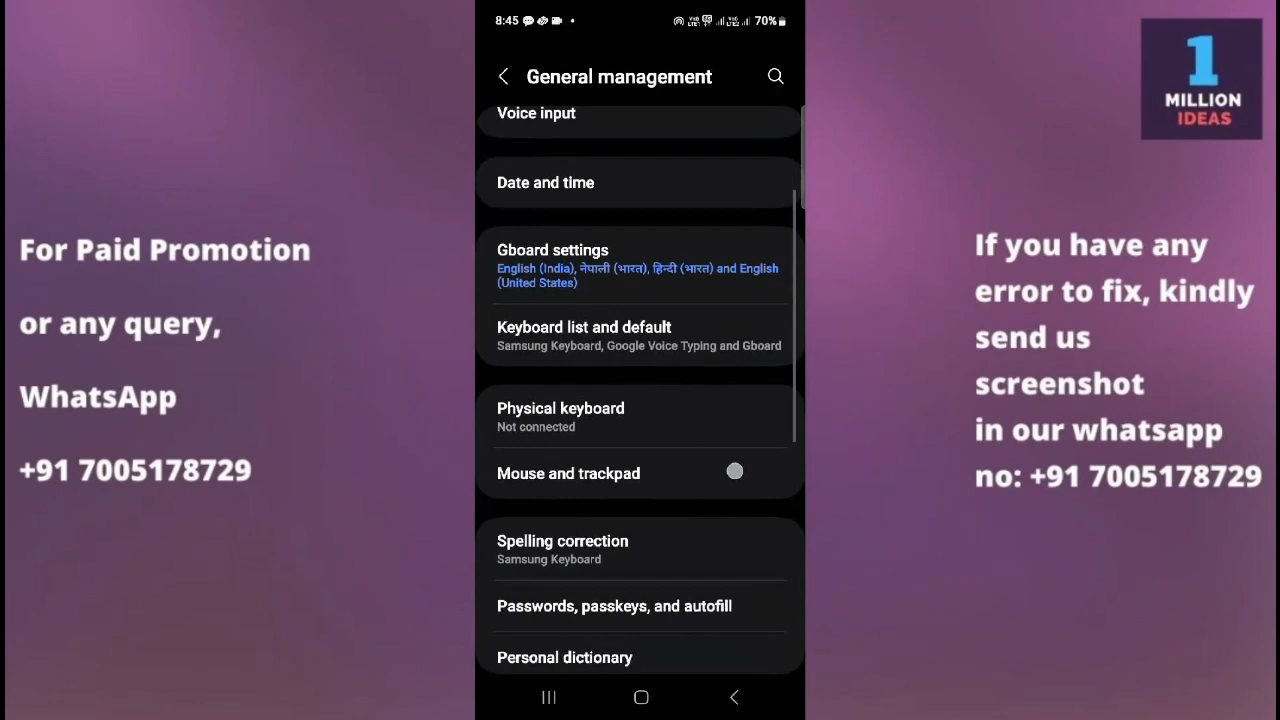 8:45
70%
General management
Voice input
Date and time
Gboard settings
English (India), नेपाली (भारत), हिन्दी (भारत) and English
(United States)
Keyboard list and default
Samsung Keyboard, Google Voice Typing and Gboard
Physical keyboard
Not connected
Mouse and trackpad
Spelling correction
Samsung Keyboard
Passwords, passkeys, and autofill
Personal dictionary
For Paid Promotion
or any query,
WhatsApp
+91 7005178729
1
MILLION
IDEAS
If you have any
error to fix, kindly
send us
screenshot
in our whatsapp
no: +91 7005178729